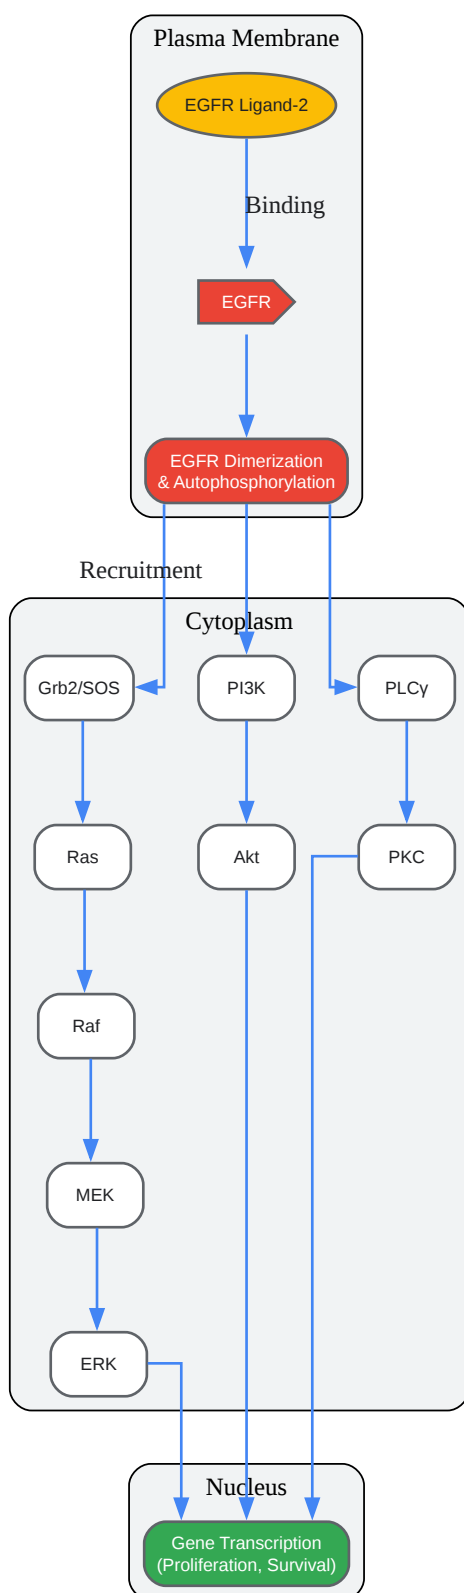 Plasma Membrane
EGFR Ligand-2
Binding
EGFR
EGFR Dimerization
& Autophosphorylation
Recruitment
Cytoplasm
Grb2/SOS
PI3K
PLCγ
Ras
Akt
PKC
Raf
MEK
ERK
Nucleus
Gene Transcription
(Proliferation, Survival)